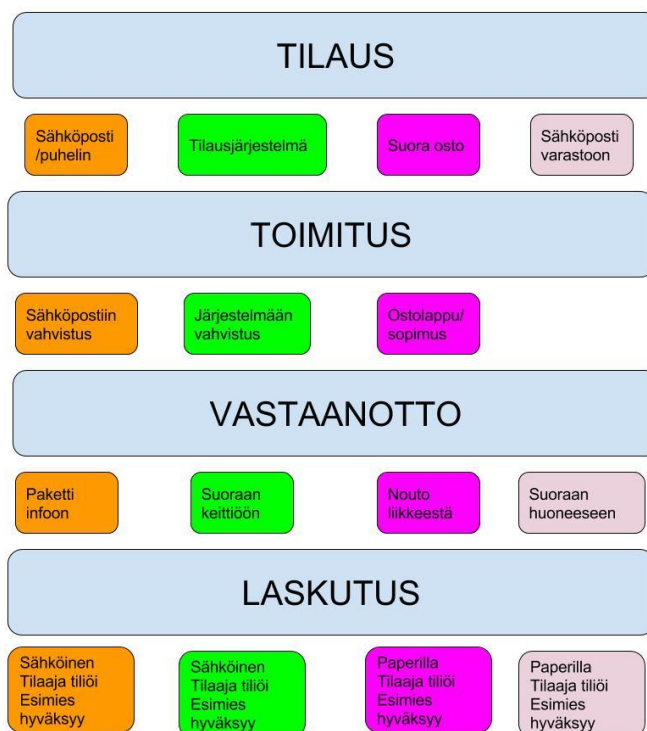 TILAUS
Sähköposti
/puhelin
Tilausjärjestelmä
Suora osto
Sähköposti
varastoon
TOIMITUS
Sähköpostiin
vahvistus
Järjestelmään
vahvistus
Ostolappu/
sopimus
VASTAANOTTO
Paketti
infoon
Suoraan
keittiöön
Nouto
liikkeestä
Suoraan
huoneeseen
LASKUTUS
Sähköinen
Tilaaja tiliöi
Esimies
hyväksyy
Sähköinen
Tilaaja tiliöi
Esimies
hyväksyy
Paperilla
Tilaaja tiliöi
Esimies
hyväksyy
Paperilla
Tilaaja tiliöi
Esimies
hyväksyy